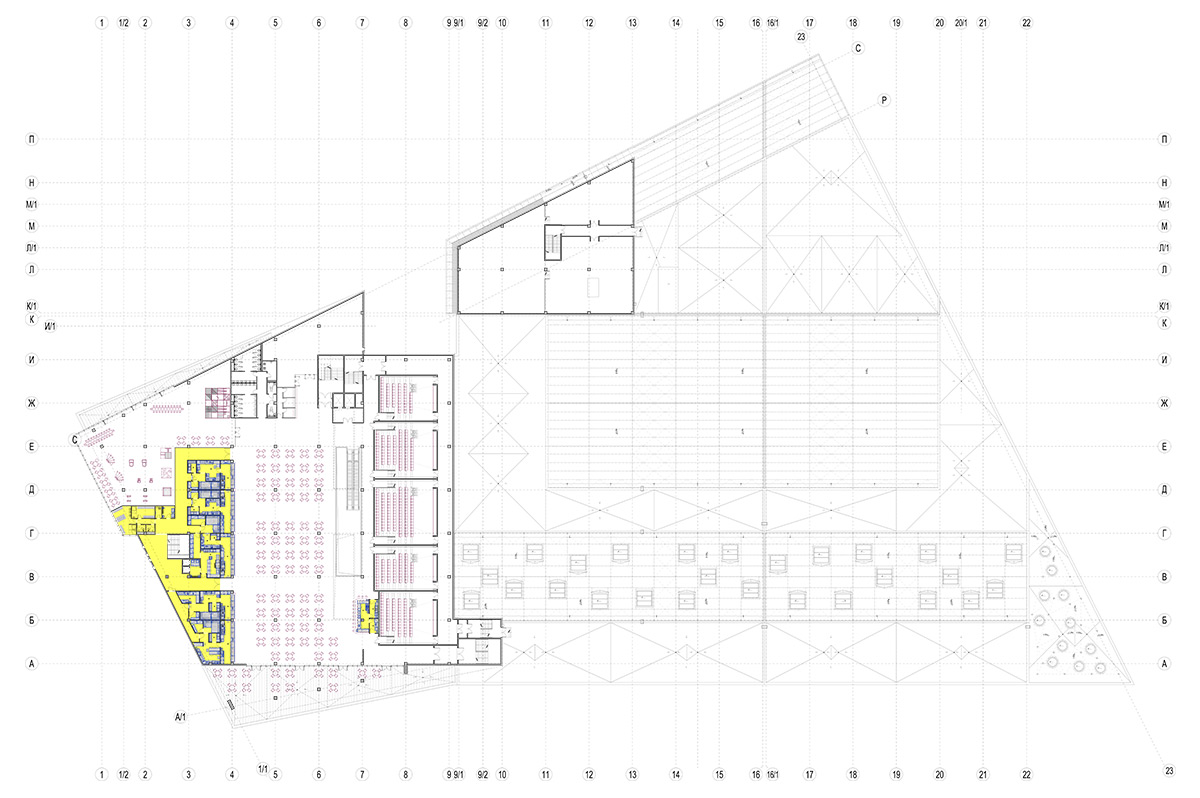 1 1/2 2 3 4 5 6 7 8 9 9/1 9/2 10 11 12 13 14 15 16 16/1 17 18 19 20 20/1 21 22
23
С
Р
П П
Н Н
М/1 М/1
М М
Л/1 Л/1
Л Л
К/1 К/1
К К
И/1
И И
Ж Ж
С
Е Е
Д Д
Г Г
В В
Б Б
А А
А/1
1/1
23
1 1/2 2 3 4 5 6 7 8 9 9/1 9/2 10 11 12 13 14 15 16 16/1 17 18 19 20 20/1 21 22